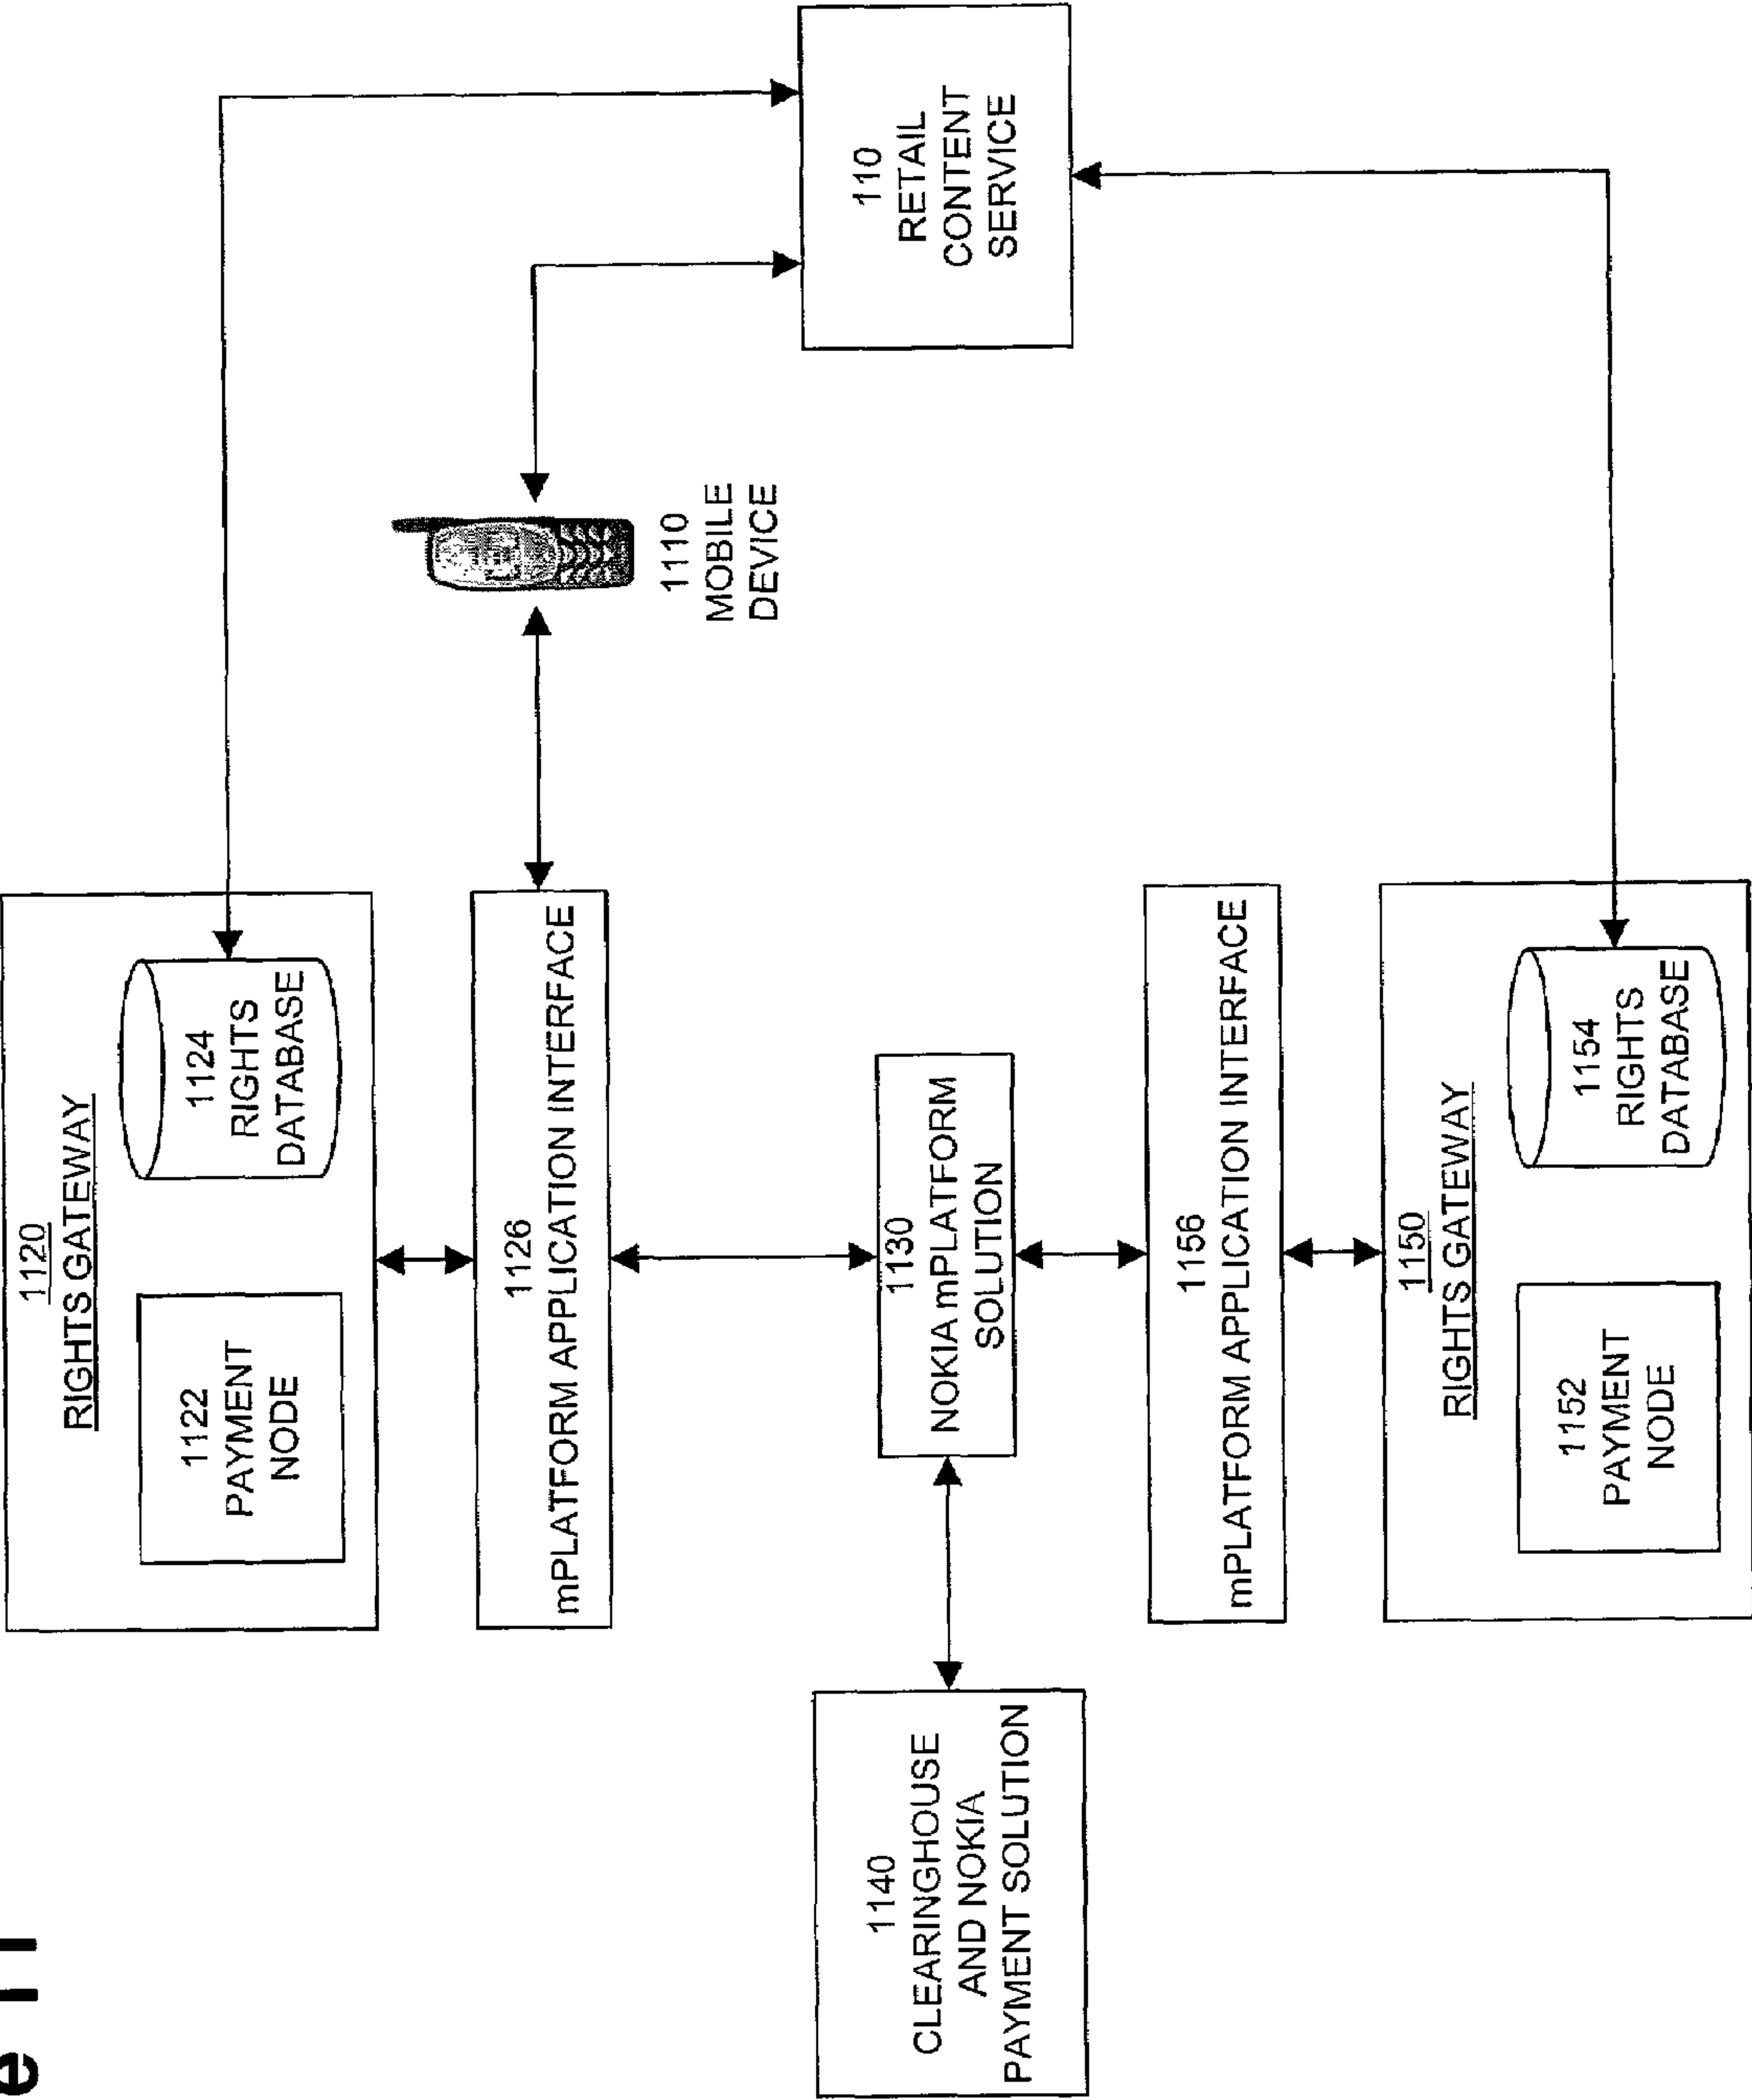 1120
RIGHTS GATEWAY
1122
PAYMENT
NODE
1124
RIGHTS
DATABASE
1126
mPLATFORM APPLICATION INTERFACE
1110
MOBILE
DEVICE
1140
CLEARINGHOUSE
AND NOKIA
PAYMENT SOLUTION
1130
NOKIA mPLATFORM
SOLUTION
110
RETAIL
CONTENT
SERVICE
1156
mPLATFORM APPLICATION INTERFACE
1150
RIGHTS GATEWAY
1152
PAYMENT
NODE
1154
RIGHTS
DATABASE